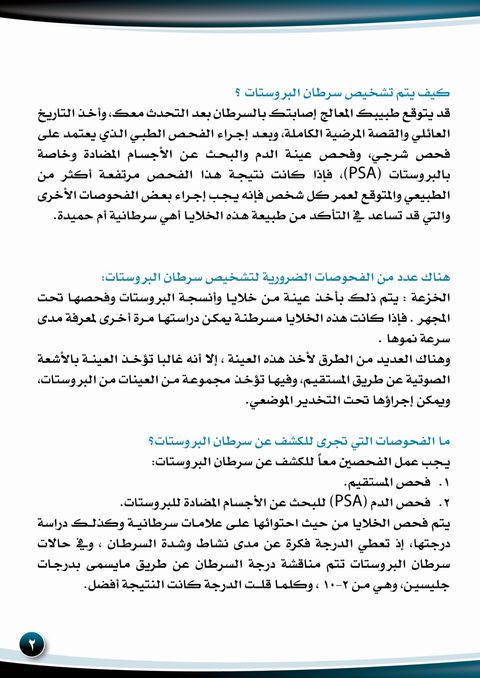 كيف يتم تشخيص سرطان البروستات ؟
قد يتوقع طبيبك المعالج إصابتك بالسرطان بعد التحدث معك، وأخذ التاريخ
العائلي والقصة المرضية الكاملة، وبعد إجراء الفحص الطبي الذي يعتمد على
فحص شرجي، وفحص عينة الدم والبحث عن الأجسام المضادة وخاصة
بالبروستات (PSA)، فإذا كانت نتيجة هذا الفحص مرتفعة أكثر من
الطبيعي والمتوقع لعمر كل شخص فإنه يجب إجراء بعض الفحوصات الأخرى
والتي قد تساعد في التأكد من طبيعة هذه الخلايا أهي سرطانية أم حميدة.
هناك عدد من الفحوصات الضرورية لتشخيص سرطان البروستات:
الخزعة : يتم ذلك بأخذ عينة من خلايا وأنسجة البروستات وفحصها تحت
المجهر . فإذا كانت هذه الخلايا مسرطنة يمكن دراستها مرة أخرى لمعرفة مدى
سرعة نموها .
وهناك العديد من الطرق لأخذ هذه العينة ، إلا أنه غالبا تؤخذ العينة بالأشعة
الصوتية عن طريق المستقيم، وفيها تؤخذ مجموعة من العينات من البروستات،
ويمكن إجراؤها تحت التخدير الموضعي.
ما الفحوصات التي تجرى للكشف عن سرطان البروستات؟
يجب عمل الفحصين معاً للكشف عن سرطان البروستات:
١. فحص المستقيم.
٢. فحص الدم (PSA) للبحث عن الأجسام المضادة للبروستات.
يتم فحص الخلايا من حيث احتوائها على علامات سرطانية وكذلك دراسة
درجتها، إذ تعطي الدرجة فكرة عن مدى نشاط وشدة السرطان ، وفي حالات
سرطان البروستات تتم مناقشة درجة السرطان عن طريق مايسمى بدرجات
جليسين، وهي من ٢-١٠ ، وكلما قلت الدرجة كانت النتيجة أفضل.
٢